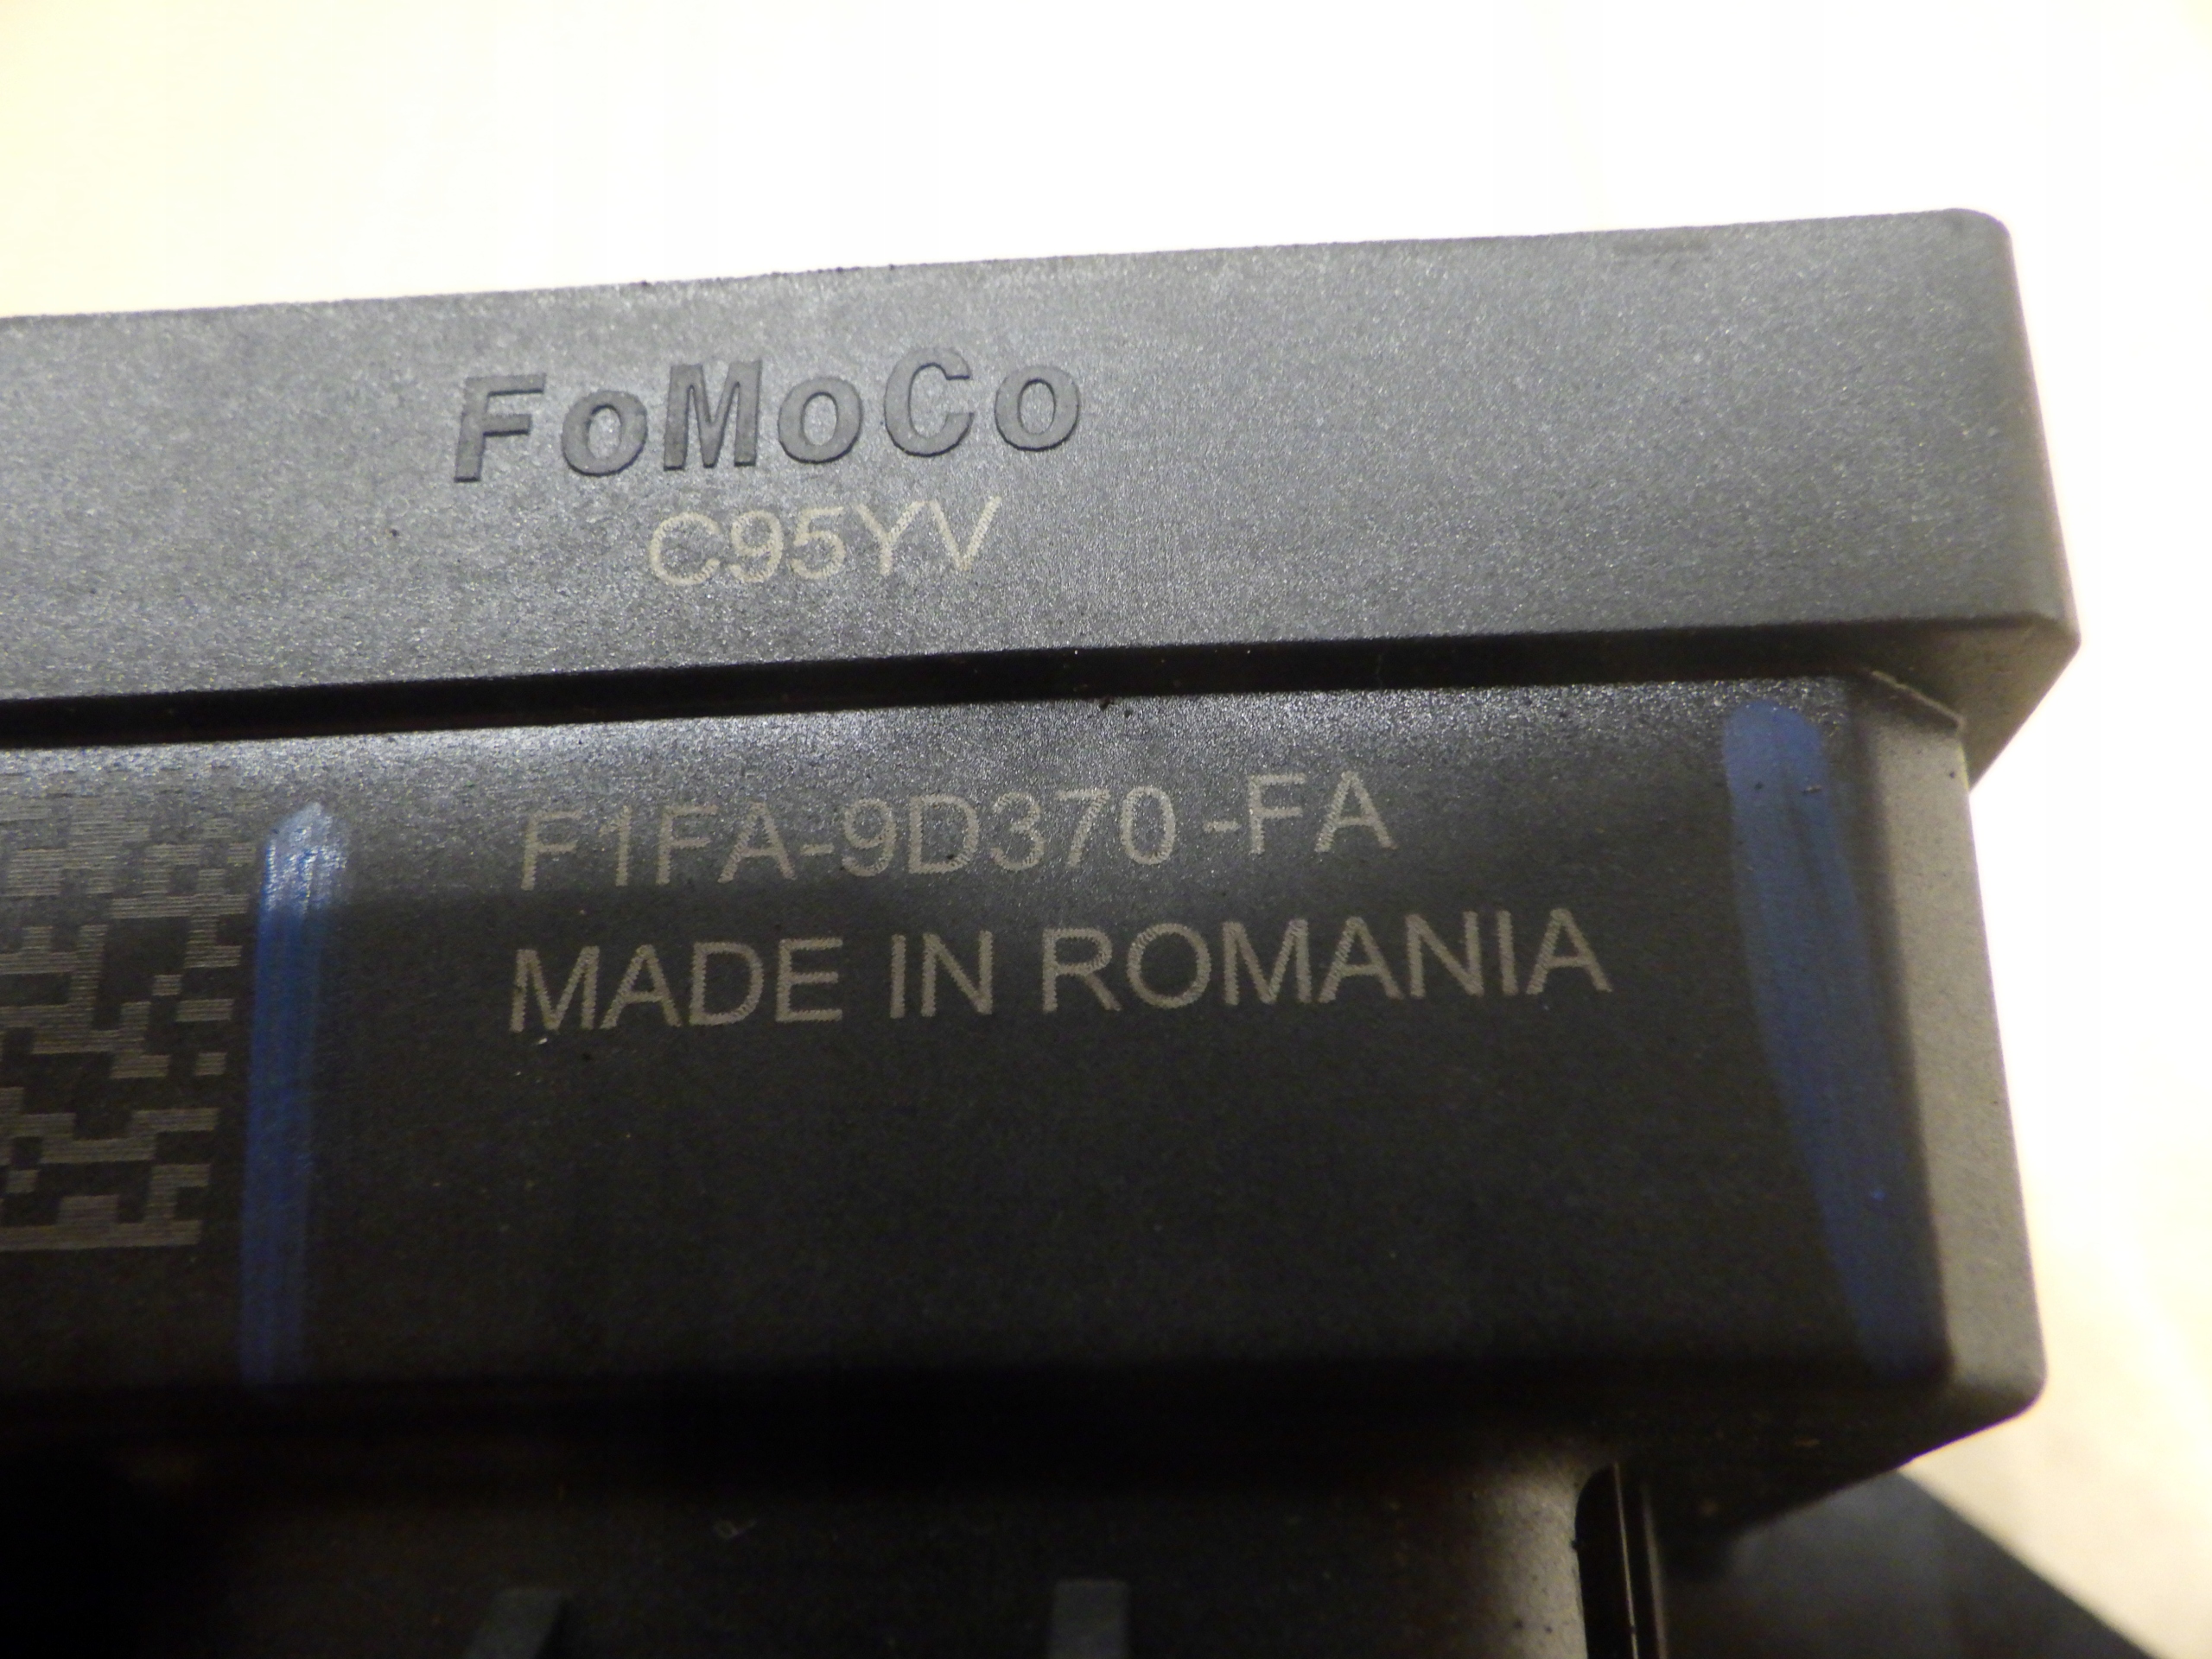 FoMoCo
C95YV
F1FA-9D370-FA
MADE IN ROMANIA